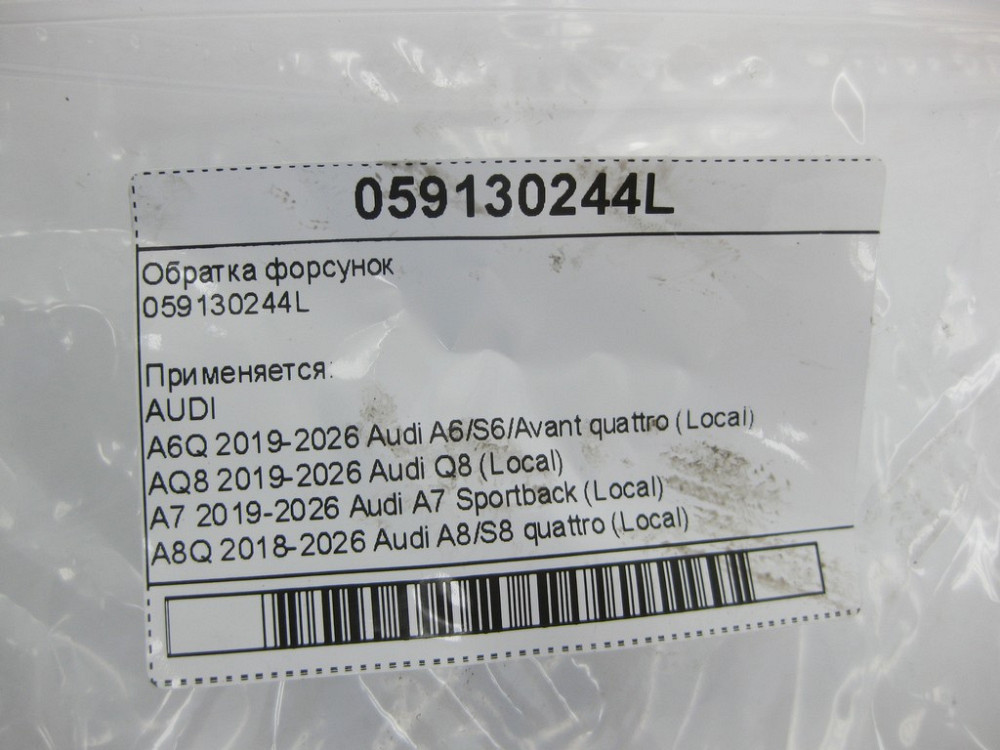 059130244L
Обратка форсунок
059130244L
Применяется:
AUDI
A6Q 2019-2026 Audi A6/S6/Avant quattro (Local)
AQ8 2019-2026 Audi Q8 (Local)
A7 2019-2026 Audi A7 Sportback (Local)
A8Q 2018-2026 Audi A8/S8 quattro (Local)